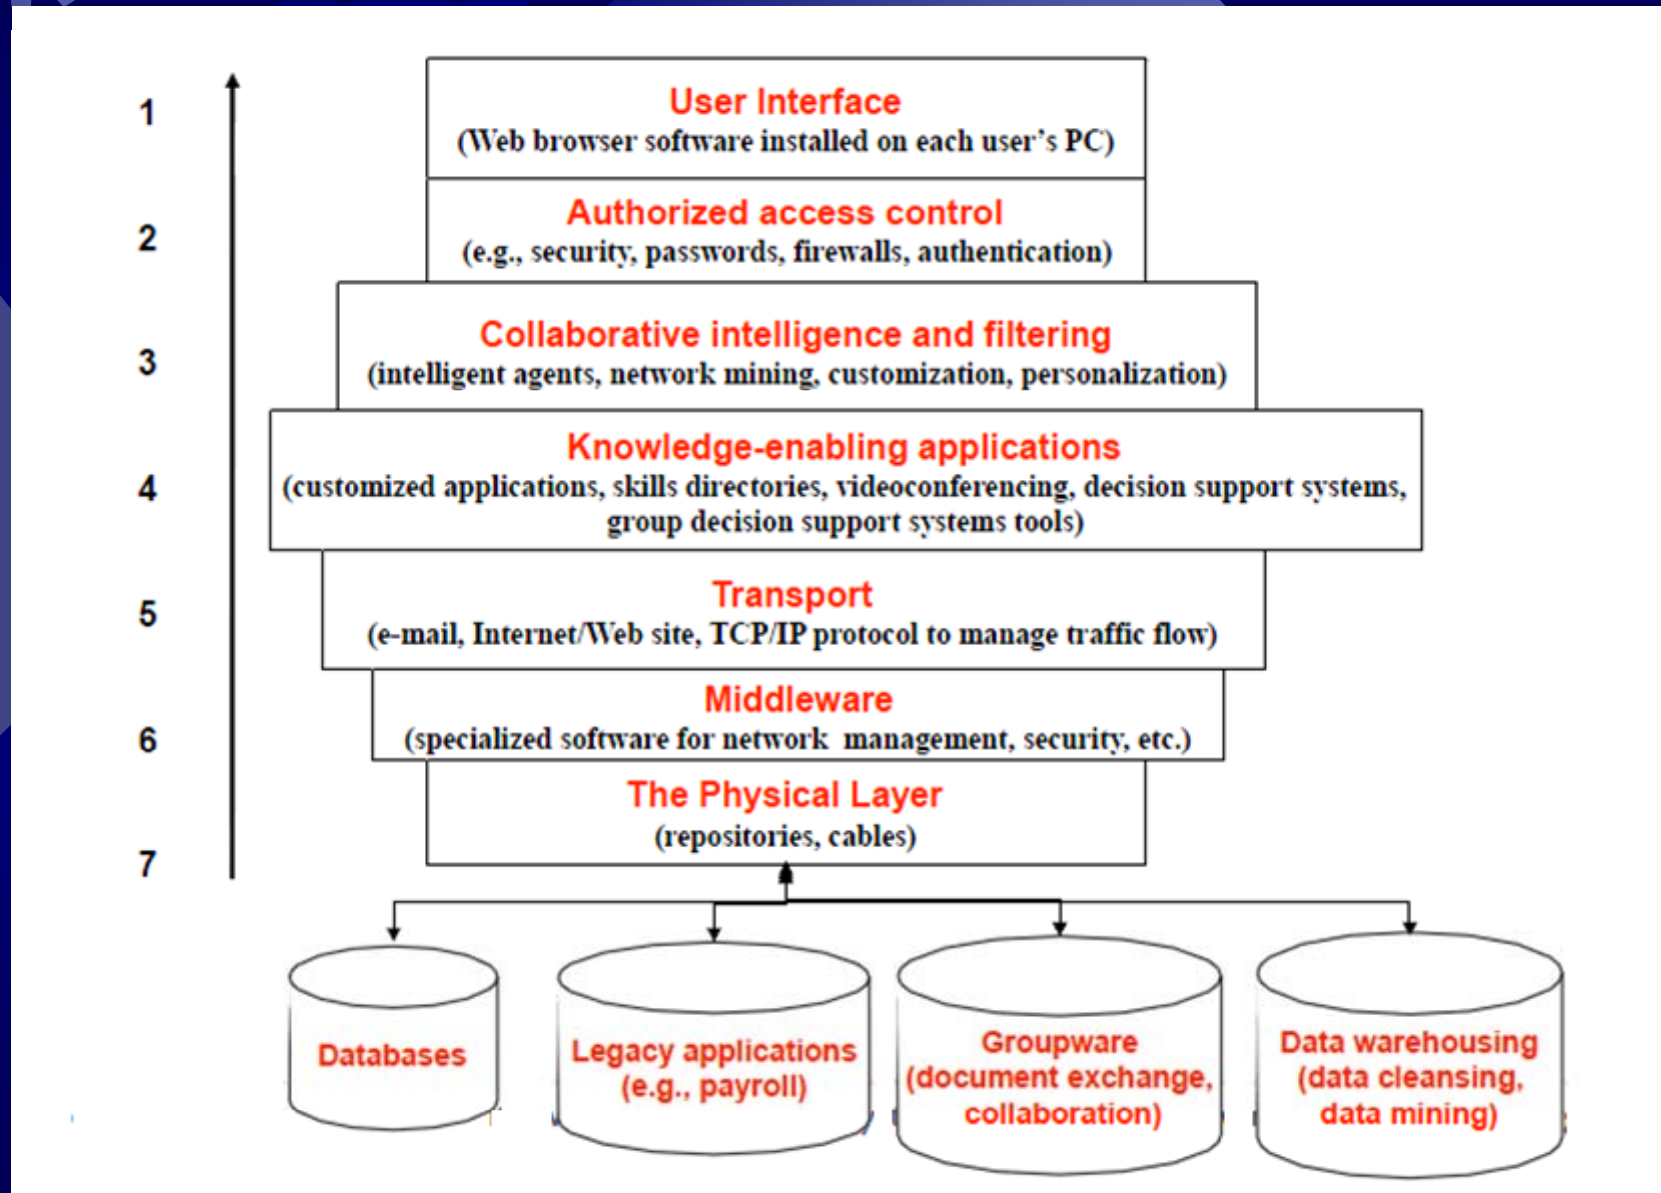 1
User Interface
(Web browser software installed on each user's PC)
2
Authorized access control
(e.g., security, passwords, firewalls, authentication)
3
Collaborative intelligence and filtering
(intelligent agents, network mining, customization, personalization)
4
Knowledge-enabling applications
(customized applications, skills directories, videoconferencing, decision support systems,
group decision support systems tools)
5
Transport
(e-mail, Internet/Web site, TCP/IP protocol to manage traffic flow)
6
Middleware
(specialized software for network management, security, etc.)
7
The Physical Layer
(repositories, cables)
Databases
Legacy applications
(e.g., payroll)
Groupware
(document exchange,
collaboration)
Data warehousing
(data cleansing,
data mining)